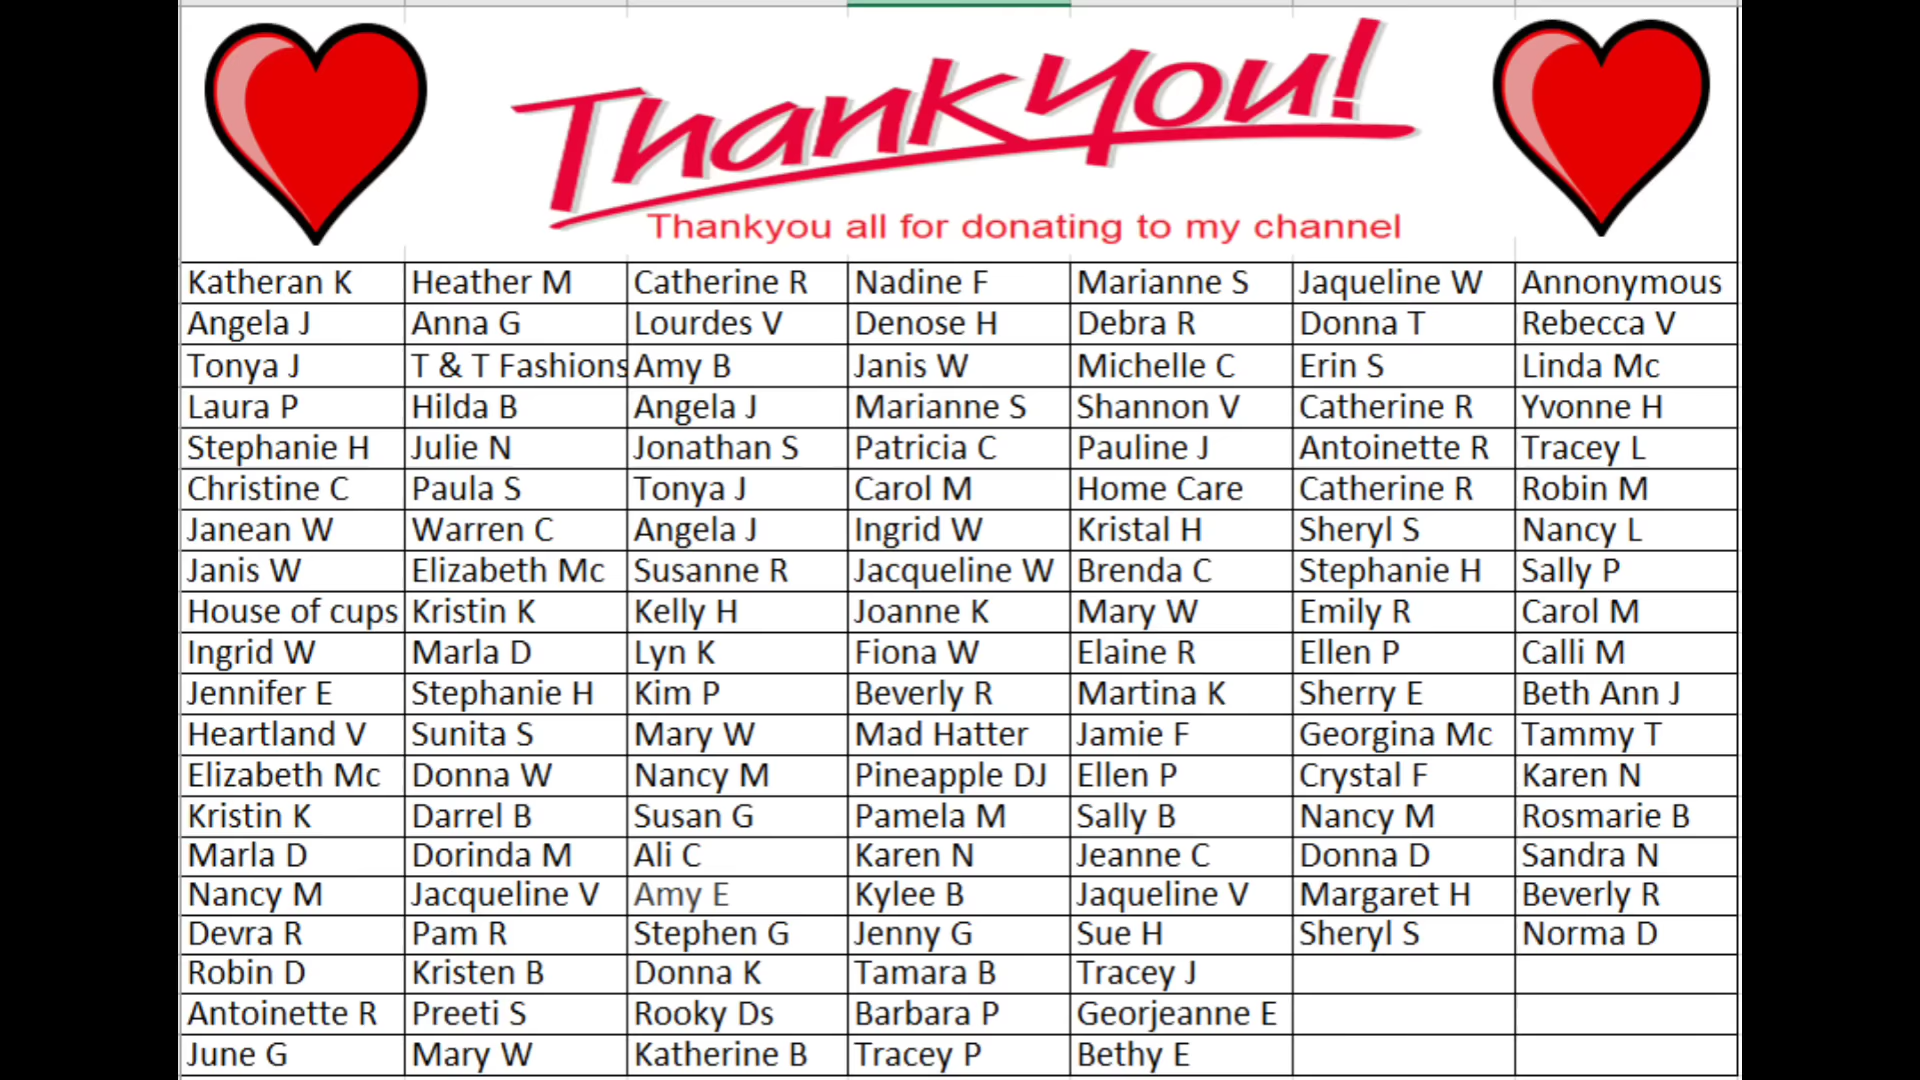 Thank You!
Thankyou all for donating to my channel
Katheran K Heather M Catherine R Nadine F Marianne S Jaqueline W Annonymous
Angela J Anna G Lourdes V Denose H Debra R Donna T Rebecca V
Tonya J T & T Fashions Amy B Janis W Michelle C Erin S Linda Mc
Laura P Hilda B Angela J Marianne S Shannon V Catherine R Yvonne H
Stephanie H Julie N Jonathan S Patricia C Pauline J Antoinette R Tracey L
Christine C Paula S Tonya J Carol M Home Care Catherine R Robin M
Janean W Warren C Angela J Ingrid W Kristal H Sheryl S Nancy L
Janis W Elizabeth Mc Susanne R Jacqueline W Brenda C Stephanie H Sally P
House of cups Kristin K Kelly H Joanne K Mary W Emily R Carol M
Ingrid W Marla D Lyn K Fiona W Elaine R Ellen P Calli M
Jennifer E Stephanie H Kim P Beverly R Martina K Sherry E Beth Ann J
Heartland V Sunita S Mary W Mad Hatter Jamie F Georgina Mc Tammy T
Elizabeth Mc Donna W Nancy M Pineapple DJ Ellen P Crystal F Karen N
Kristin K Darrel B Susan G Pamela M Sally B Nancy M Rosmarie B
Marla D Dorinda M Ali C Karen N Jeanne C Donna D Sandra N
Nancy M Jacqueline V Amy E Kylee B Jaqueline V Margaret H Beverly R
Devra R Pam R Stephen G Jenny G Sue H Sheryl S Norma D
Robin D Kristen B Donna K Tamara B Tracey J
Antoinette R Preeti S Rooky Ds Barbara P Georjeanne E
June G Mary W Katherine B Tracey P Bethy E